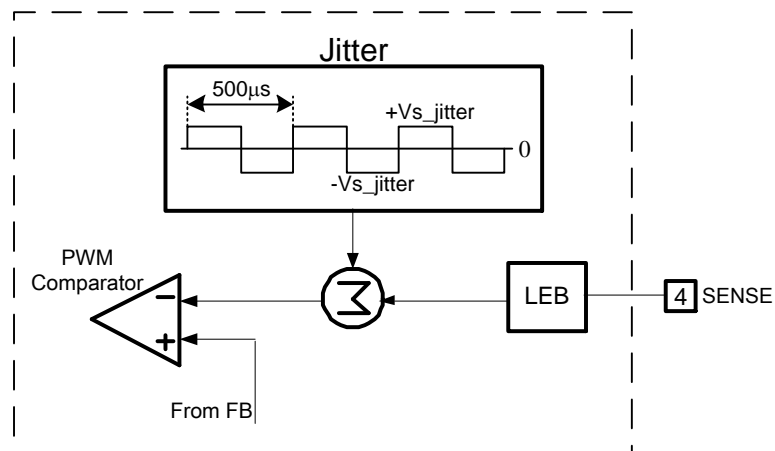 Jitter
500μs
+Vs_jitter
0
-Vs_jitter
PWM
Comparator
−
+
Σ
LEB
4 SENSE
From FB